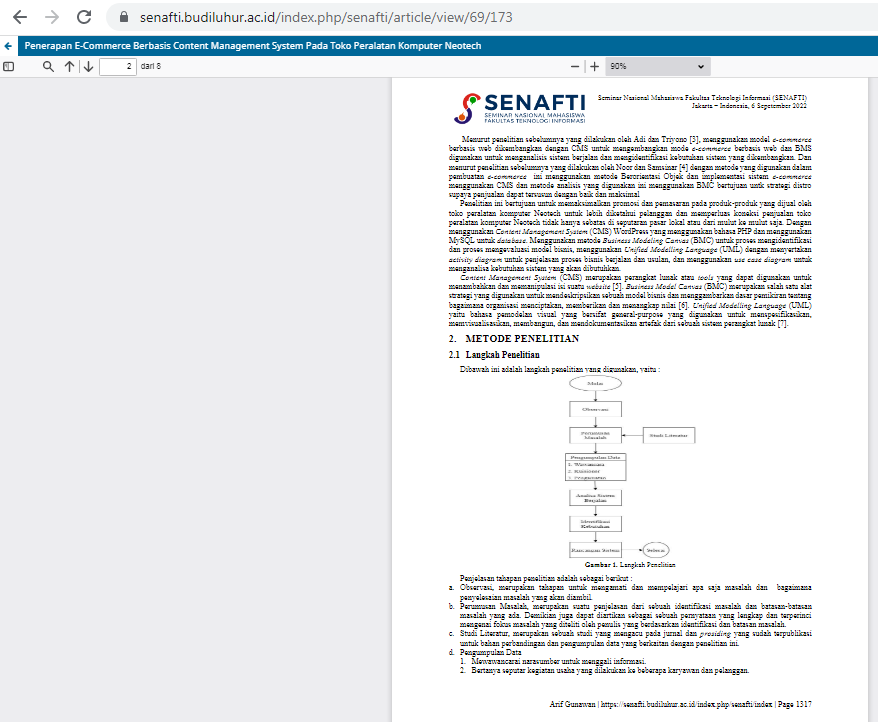 senafti.budiluhur.ac.id/index.php/senafti/article/view/69/173
Penerapan E-Commerce Berbasis Content Management System Pada Toko Peralatan Komputer Neotech
2 dari 8
90%
SENAFTI
SEMINAR NASIONAL MAHASISWA
FAKULTAS TEKNOLOGI INFORMASI
Seminar Nasional Mahasiswa Fakultas Teknologi Informasi (SENAFTI)
Jakarta – Indonesia, 6 September 2022
Menurut penelitian sebelumnya yang dilakukan oleh Adi dan Triyono [3], menggunakan model e-commerce
berbasis web dikembangkan dengan CMS untuk mengembangkan mode e-commerce berbasis web dan BMS
digunakan untuk menganalisis sistem berjalan dan mengidentifikasi kebutuhan sistem yang dikembangkan. Dan
menurut penelitian sebelumnya yang dilakukan oleh Noor dan Samsinar [4] dengan metode yang digunakan dalam
pembuatan e-commerce ini menggunakan metode Berorientasi Objek dan implementasi sistem e-commerce
menggunakan CMS dan metode analisis yang digunakan ini menggunakan BMC bertujuan untk strategi distro
supaya penjualan dapat tersusun dengan baik dan maksimal
Penelitian ini bertujuan untuk memaksimalkan promosi dan pemasaran pada produk-produk yang dijual oleh
toko peralatan komputer Neotech untuk lebih diketahui pelanggan dan memperluas koneksi penjualan toko
peralatan komputer Neotech tidak hanya sebatas di seputaran pasar lokal atau dari mulut ke mulut saja. Dengan
menggunakan Content Management System (CMS) WordPress yang menggunakan bahasa PHP dan menggunakan
MySQL untuk database. Menggunakan metode Business Modeling Canvas (BMC) untuk proses mengidentifikasi
dan proses mengevaluasi model bisnis, menggunakan Unified Modelling Language (UML) dengan menyertakan
activity diagram untuk penjelasan proses bisnis berjalan dan usulan, dan menggunakan use case diagram untuk
menganalisa kebutuhan sistem yang akan dibutuhkan.
Content Management System (CMS) merupakan perangkat lunak atau tools yang dapat digunakan untuk
menambahkan dan memanipulasi isi suatu website [5]. Business Model Canvas (BMC) merupakan salah satu alat
strategi yang digunakan untuk mendeskripsikan sebuah model bisnis dan menggambarkan dasar pemikiran tentang
bagaimana organisasi menciptakan, memberikan dan menangkap nilai [6]. Unified Modelling Language (UML)
yaitu bahasa pemodelan visual yang bersifat general-purpose yang digunakan untuk menspesifikasikan,
memvisualisasikan, membangun, dan mendokumentasikan artefak dari sebuah sistem perangkat lunak [7].
2. METODE PENELITIAN
2.1 Langkah Penelitian
Dibawah ini adalah langkah penelitian yang digunakan, yaitu :
Mulai
Observasi
Perumusan
Masalah
Studi Literatur
Pengumpulan Data
1. Wawancara
2. Kuisioner
3. Pengamatan
Analisa Sistem
Berjalan
Identifikasi
Kebutuhan
Rancangan Sistem
Selesai
Gambar 1. Langkah Penelitian
Penjelasan tahapan penelitian adalah sebagai berikut :
a. Observasi, merupakan tahapan untuk mengamati dan mempelajari apa saja masalah dan bagaimana
penyelesaian masalah yang akan diambil.
b. Perumusan Masalah, merupakan suatu penjelasan dari sebuah identifikasi masalah dan batasan-batasan
masalah yang ada. Demikian juga dapat diartikan sebagai sebuah pernyataan yang lengkap dan terperinci
mengenai fokus masalah yang diteliti oleh penulis yang berdasarkan identifikasi dan batasan masalah.
c. Studi Literatur, merupakan sebuah studi yang mengacu pada jurnal dan prosiding yang sudah terpublikasi
untuk bahan perbandingan dan pengumpulan data yang berkaitan dengan penelitian ini.
d. Pengumpulan Data
1. Mewawancarai narasumber untuk menggali informasi.
2. Bertanya seputar kegiatan usaha yang dilakukan ke beberapa karyawan dan pelanggan.
Arif Gunawan | https://senafti.budiluhur.ac.id/index.php/senafti/index | Page 1317